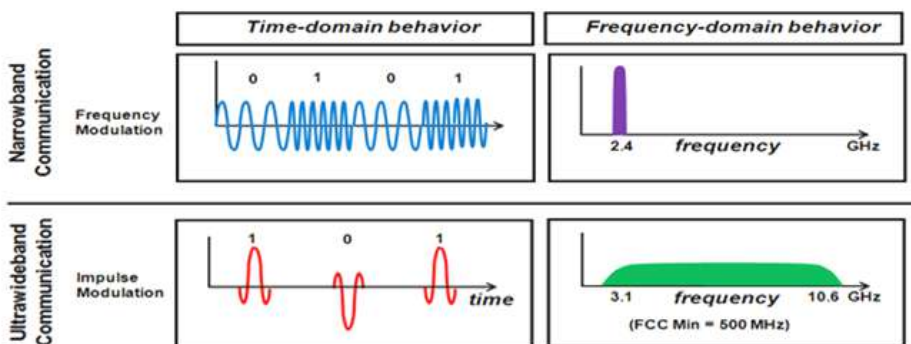 Time-domain behavior
Frequency-domain behavior
Narrowband
Communication
Frequency
Modulation
0 1 0 1
2.4 frequency GHz
Ultrawideband
Communication
Impulse
Modulation
1 0 1
time
3.1 frequency 10.6 GHz
(FCC Min = 500 MHz)